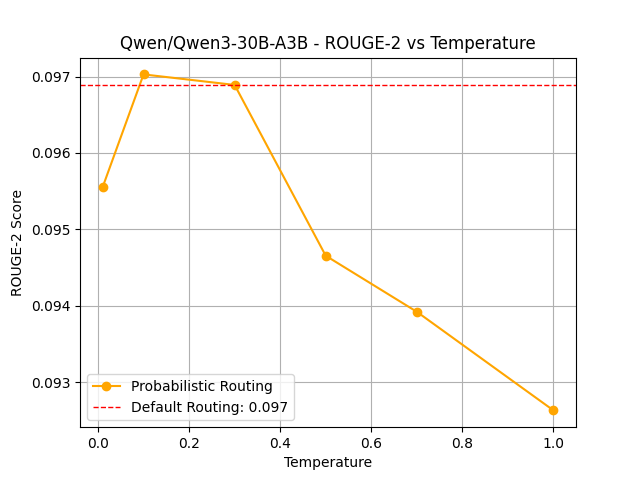 Qwen/Qwen3-30B-A3B - ROUGE-2 vs Temperature
ROUGE-2 Score
0.097
0.096
0.095
0.094
0.093
Probabilistic Routing
Default Routing: 0.097
0.0 0.2 0.4 0.6 0.8 1.0
Temperature